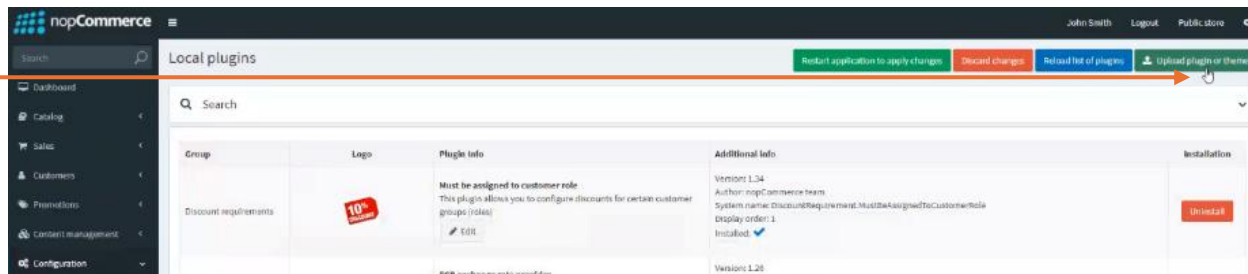 nopCommerce
John Smith Logout Public store
Search
Local plugins
Restart application to apply changes Discard changes Reload list of plugins Upload plugin or theme
Dashboard
Search
Catalog
Sales
Group Logo Plugin info Additional info Installation
Customers
Must be assigned to customer role
This plugin allows you to configure discounts for certain customer
groups (roles)
Edit
Version: 1.34
Author: nopCommerce team
System name: DiscountRequirement.MustBeAssignedToCustomerRole
Display order: 1
Installed:
Discount requirements
10%
DISCOUNT
Uninstall
Promotions
Content management
Configuration
Version: 1.28